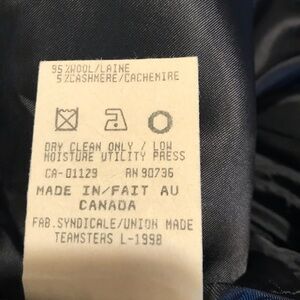 95%WOOL/LAINE
5%CASHMERE/CACHEMIRE
DRY CLEAN ONLY / LOW
MOISTURE UTILITY PRESS
CA-01129 RN 90736
MADE IN/FAIT AU
CANADA
FAB.SYNDICALE/UNION MADE
TEAMSTERS L-1998